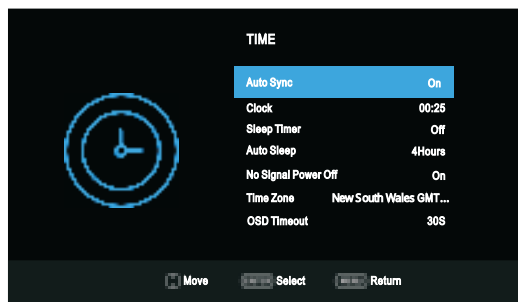 TIME
Auto Sync On
Clock 00:25
Sleep Timer Off
Auto Sleep 4Hours
No Signal Power Off On
Time Zone New South Wales GMT...
OSD Timeout 30S
Move Select Return